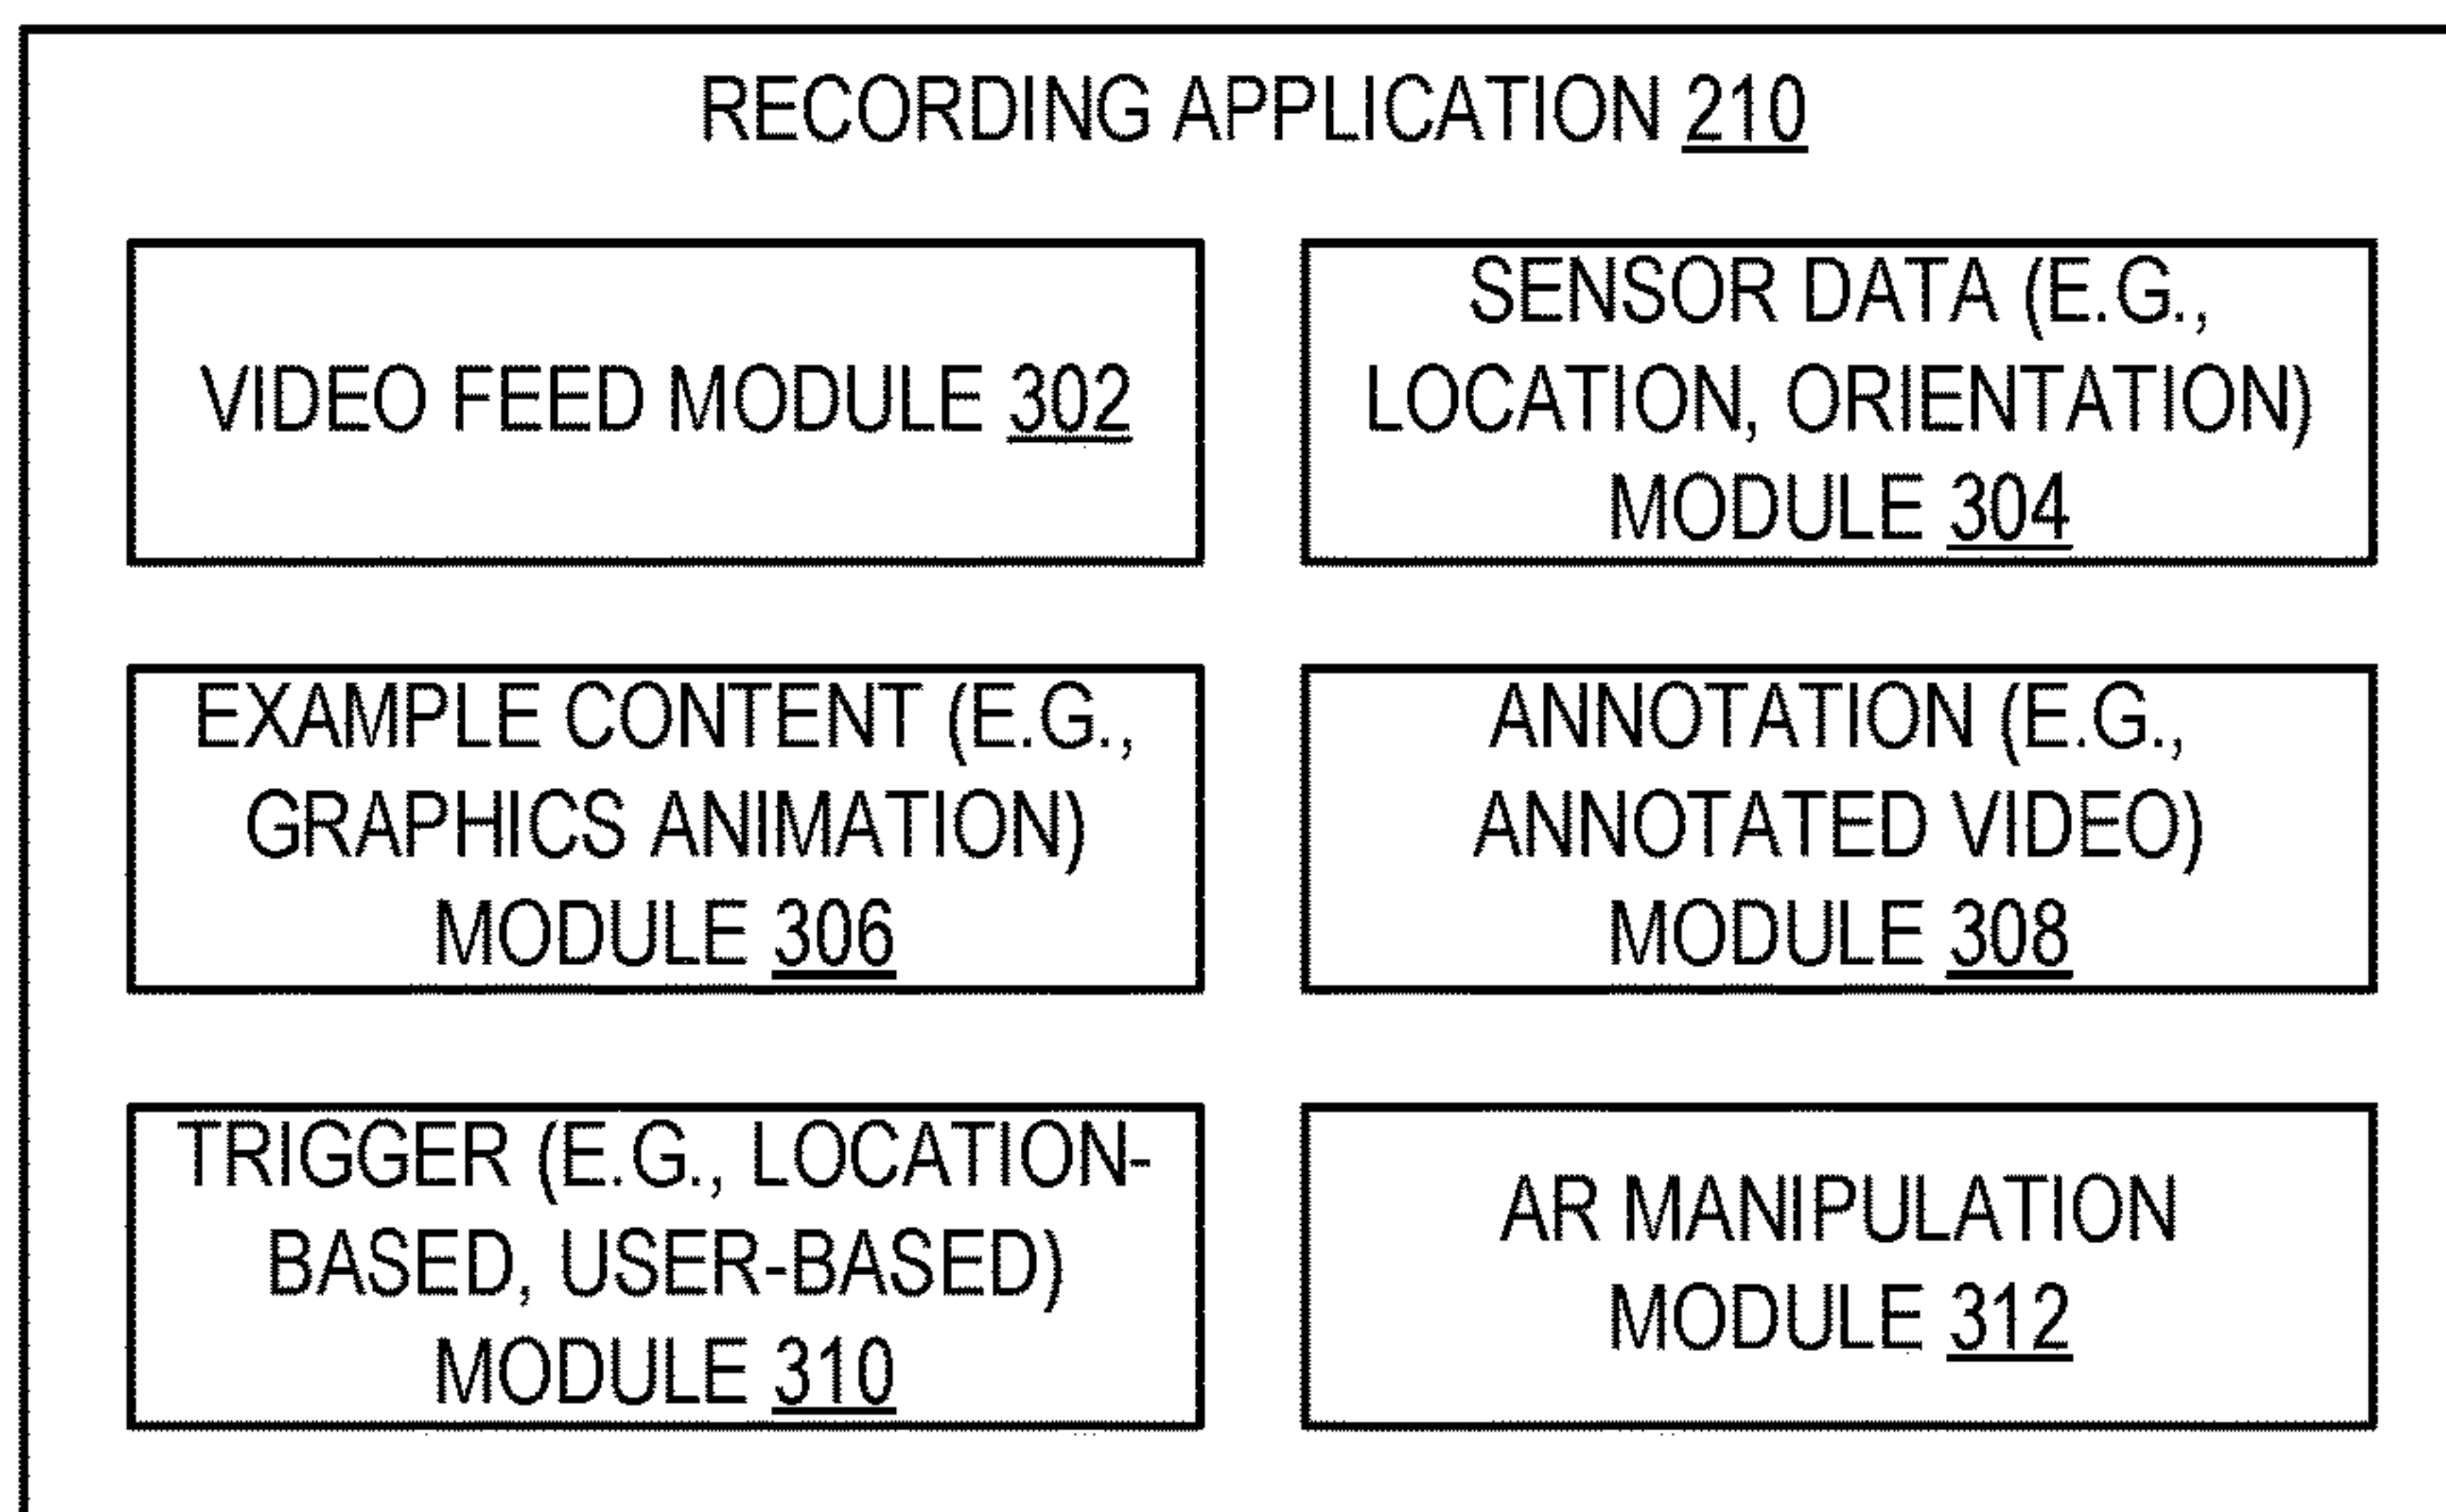 RECORDING APPLICATION 210
VIDEO FEED MODULE 302
SENSOR DATA (E.G.,
LOCATION, ORIENTATION)
MODULE 304
EXAMPLE CONTENT (E.G.,
GRAPHICS ANIMATION)
MODULE 306
ANNOTATION (E.G.,
ANNOTATED VIDEO)
MODULE 308
TRIGGER (E.G., LOCATION-
BASED, USER-BASED)
MODULE 310
AR MANIPULATION
MODULE 312